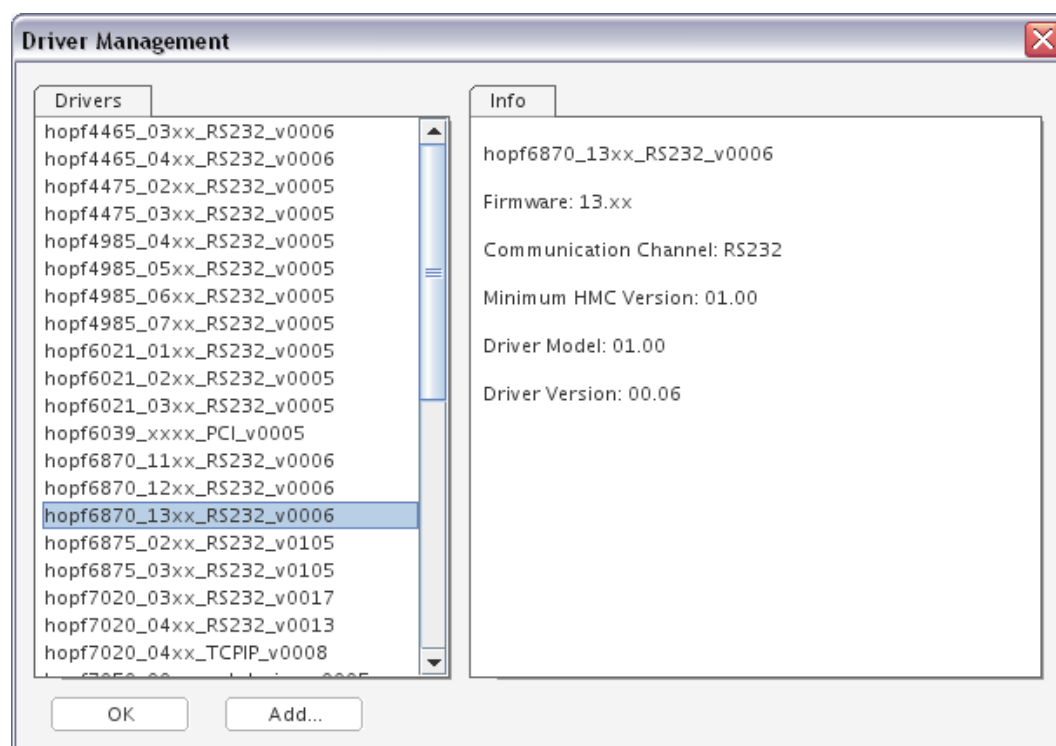 Driver Management
Drivers
hopf4465_03xx_RS232_v0006
hopf4465_04xx_RS232_v0006
hopf4475_02xx_RS232_v0005
hopf4475_03xx_RS232_v0005
hopf4985_04xx_RS232_v0005
hopf4985_05xx_RS232_v0005
hopf4985_06xx_RS232_v0005
hopf4985_07xx_RS232_v0005
hopf6021_01xx_RS232_v0005
hopf6021_02xx_RS232_v0005
hopf6021_03xx_RS232_v0005
hopf6039_xxxx_PCI_v0005
hopf6870_11xx_RS232_v0006
hopf6870_12xx_RS232_v0006
hopf6870_13xx_RS232_v0006
hopf6875_02xx_RS232_v0105
hopf6875_03xx_RS232_v0105
hopf7020_03xx_RS232_v0017
hopf7020_04xx_RS232_v0013
hopf7020_04xx_TCPIP_v0008
Info
hopf6870_13xx_RS232_v0006
Firmware: 13.xx
Communication Channel: RS232
Minimum HMC Version: 01.00
Driver Model: 01.00
Driver Version: 00.06
OK
Add...